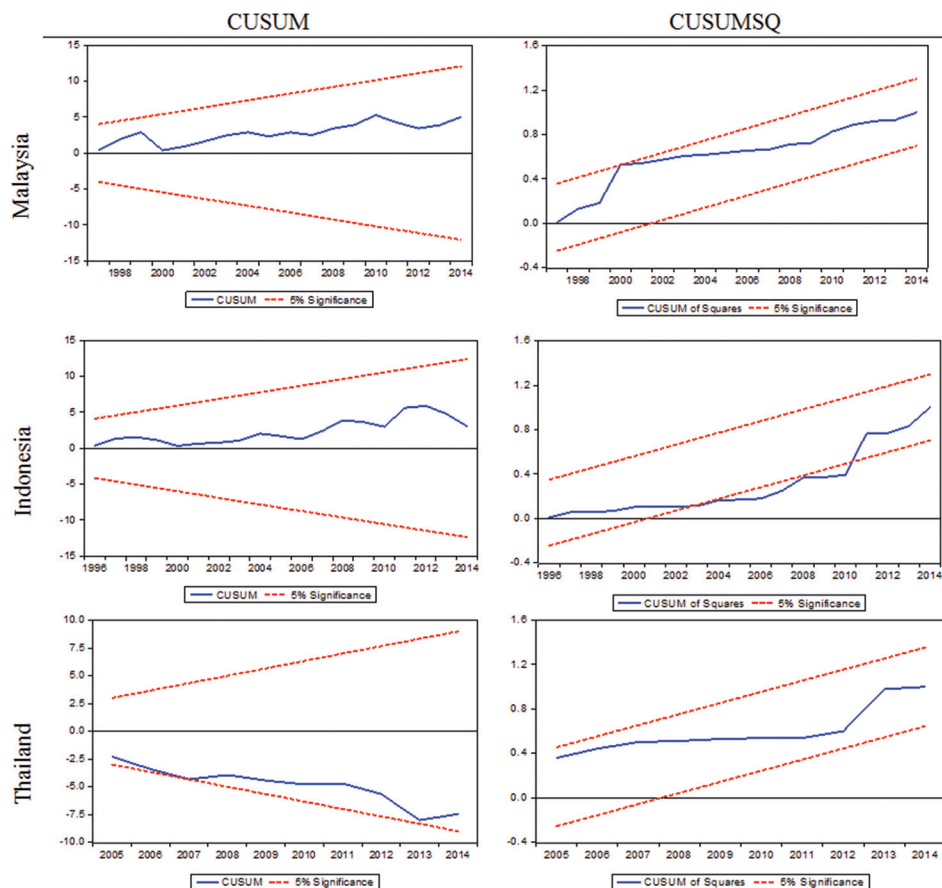 CUSUM CUSUMSQ
Malaysia
15
10
5
0
-5
-10
-15
1998 2000 2002 2004 2006 2008 2010 2012 2014
CUSUM 5% Significance
1.6
1.2
0.8
0.4
0.0
-0.4
1998 2000 2002 2004 2006 2008 2010 2012 2014
CUSUM of Squares 5% Significance
Indonesia
15
10
5
0
-5
-10
-15
1996 1998 2000 2002 2004 2006 2008 2010 2012 2014
CUSUM 5% Significance
1.6
1.2
0.8
0.4
0.0
-0.4
1996 1998 2000 2002 2004 2006 2008 2010 2012 2014
CUSUM of Squares 5% Significance
Thailand
10.0
7.5
5.0
2.5
0.0
-2.5
-5.0
-7.5
-10.0
2005 2006 2007 2008 2009 2010 2011 2012 2013 2014
CUSUM 5% Significance
1.6
1.2
0.8
0.4
0.0
-0.4
2005 2006 2007 2008 2009 2010 2011 2012 2013 2014
CUSUM of Squares 5% Significance